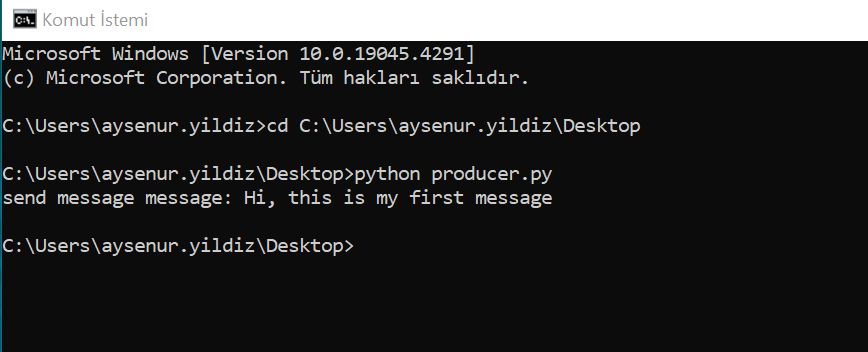 Komut İstemi
Microsoft Windows [Version 10.0.19045.4291]
(c) Microsoft Corporation. Tüm hakları saklıdır.
C:\Users\aysenur.yildiz>cd C:\Users\aysenur.yildiz\Desktop
C:\Users\aysenur.yildiz\Desktop>python producer.py
send message message: Hi, this is my first message
C:\Users\aysenur.yildiz\Desktop>